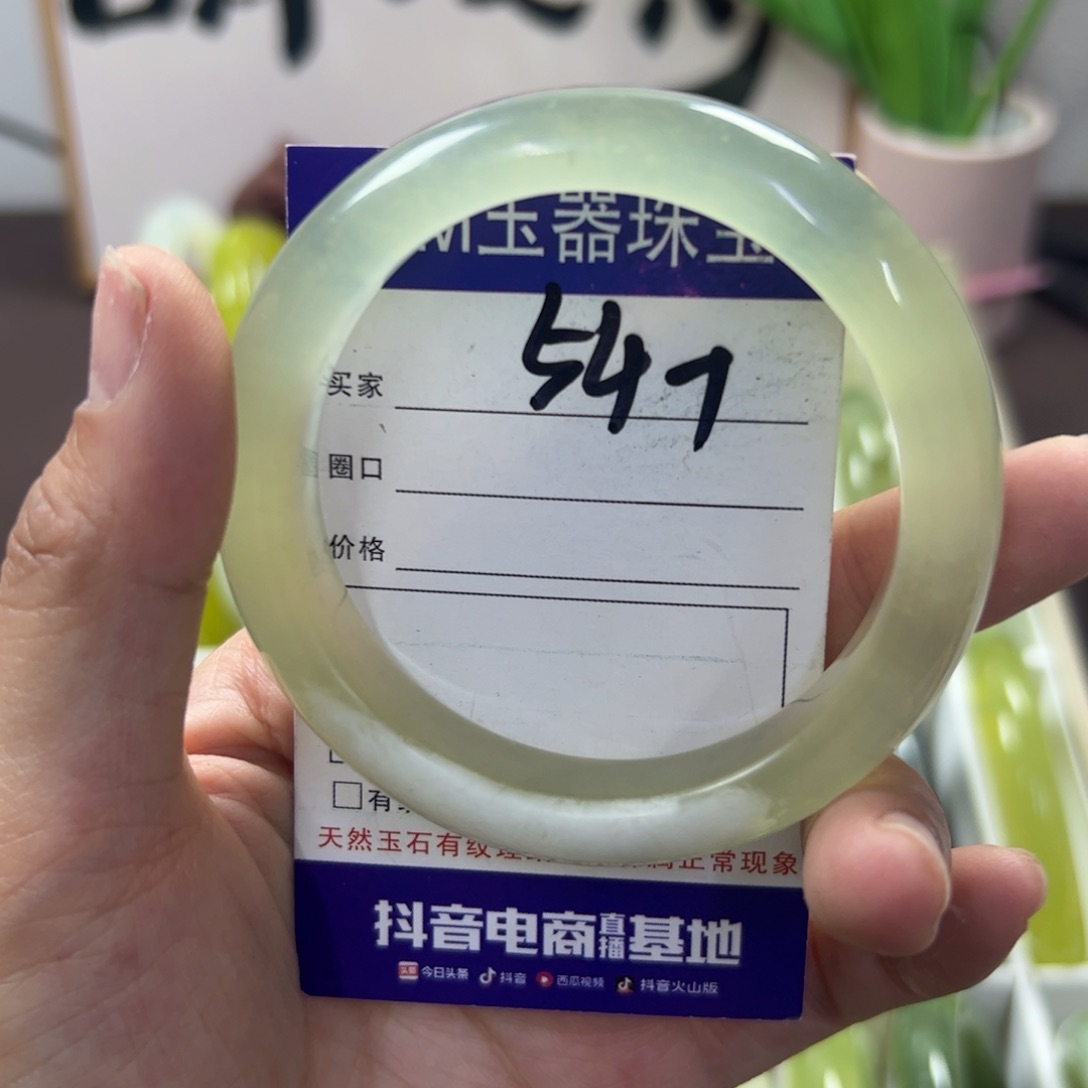 玉器珠宝
547
买家
圈口
价格
有
天然玉石有纹 正常现象
抖音电商直播基地
今日头条 抖音 西瓜视频 抖音火山版